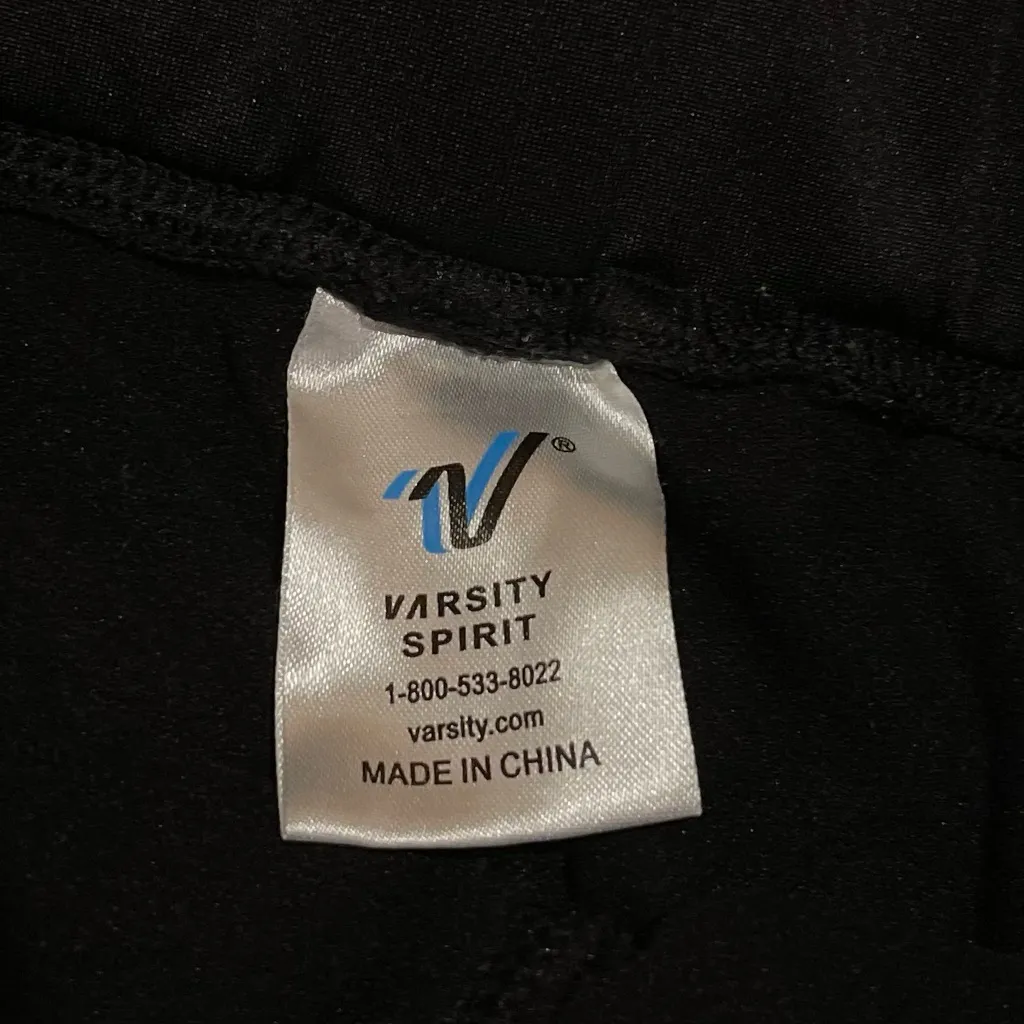 ®
VARSITY
SPIRIT
1-800-533-8022
varsity.com
MADE IN CHINA